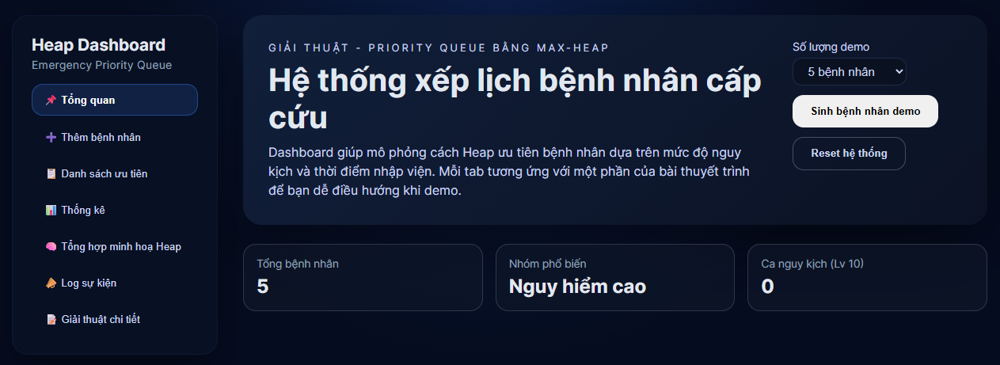 Heap Dashboard
Emergency Priority Queue
Tổng quan
Thêm bệnh nhân
Danh sách ưu tiên
Thống kê
Tổng hợp minh hoạ Heap
Log sự kiện
Giải thuật chi tiết
GIẢI THUẬT - PRIORITY QUEUE BẰNG MAX-HEAP
Hệ thống xếp lịch bệnh nhân cấp
cứu
Dashboard giúp mô phỏng cách Heap ưu tiên bệnh nhân dựa trên mức độ nguy
kịch và thời điểm nhập viện. Mỗi tab tương ứng với một phần của bài thuyết trình
để bạn dễ điều hướng khi demo.
Số lượng demo
5 bệnh nhân
Sinh bệnh nhân demo
Reset hệ thống
Tổng bệnh nhân
5
Nhóm phổ biến
Nguy hiểm cao
Ca nguy kịch (Lv 10)
0